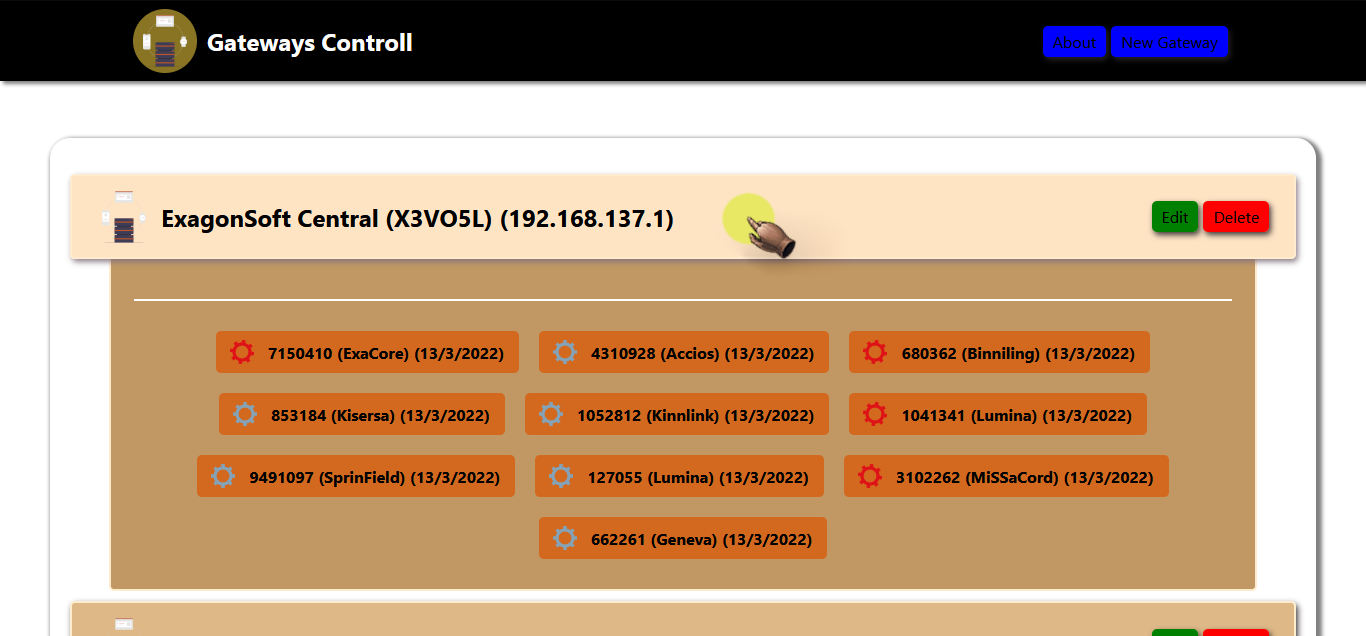 Gateways Controll
About New Gateway
ExagonSoft Central (X3VO5L) (192.168.137.1)
Edit Delete
7150410 (ExaCore) (13/3/2022) 4310928 (Accios) (13/3/2022) 680362 (Binniling) (13/3/2022)
853184 (Kisersa) (13/3/2022) 1052812 (Kinnlink) (13/3/2022) 1041341 (Lumina) (13/3/2022)
9491097 (SprinField) (13/3/2022) 127055 (Lumina) (13/3/2022) 3102262 (MiSSaCord) (13/3/2022)
662261 (Geneva) (13/3/2022)